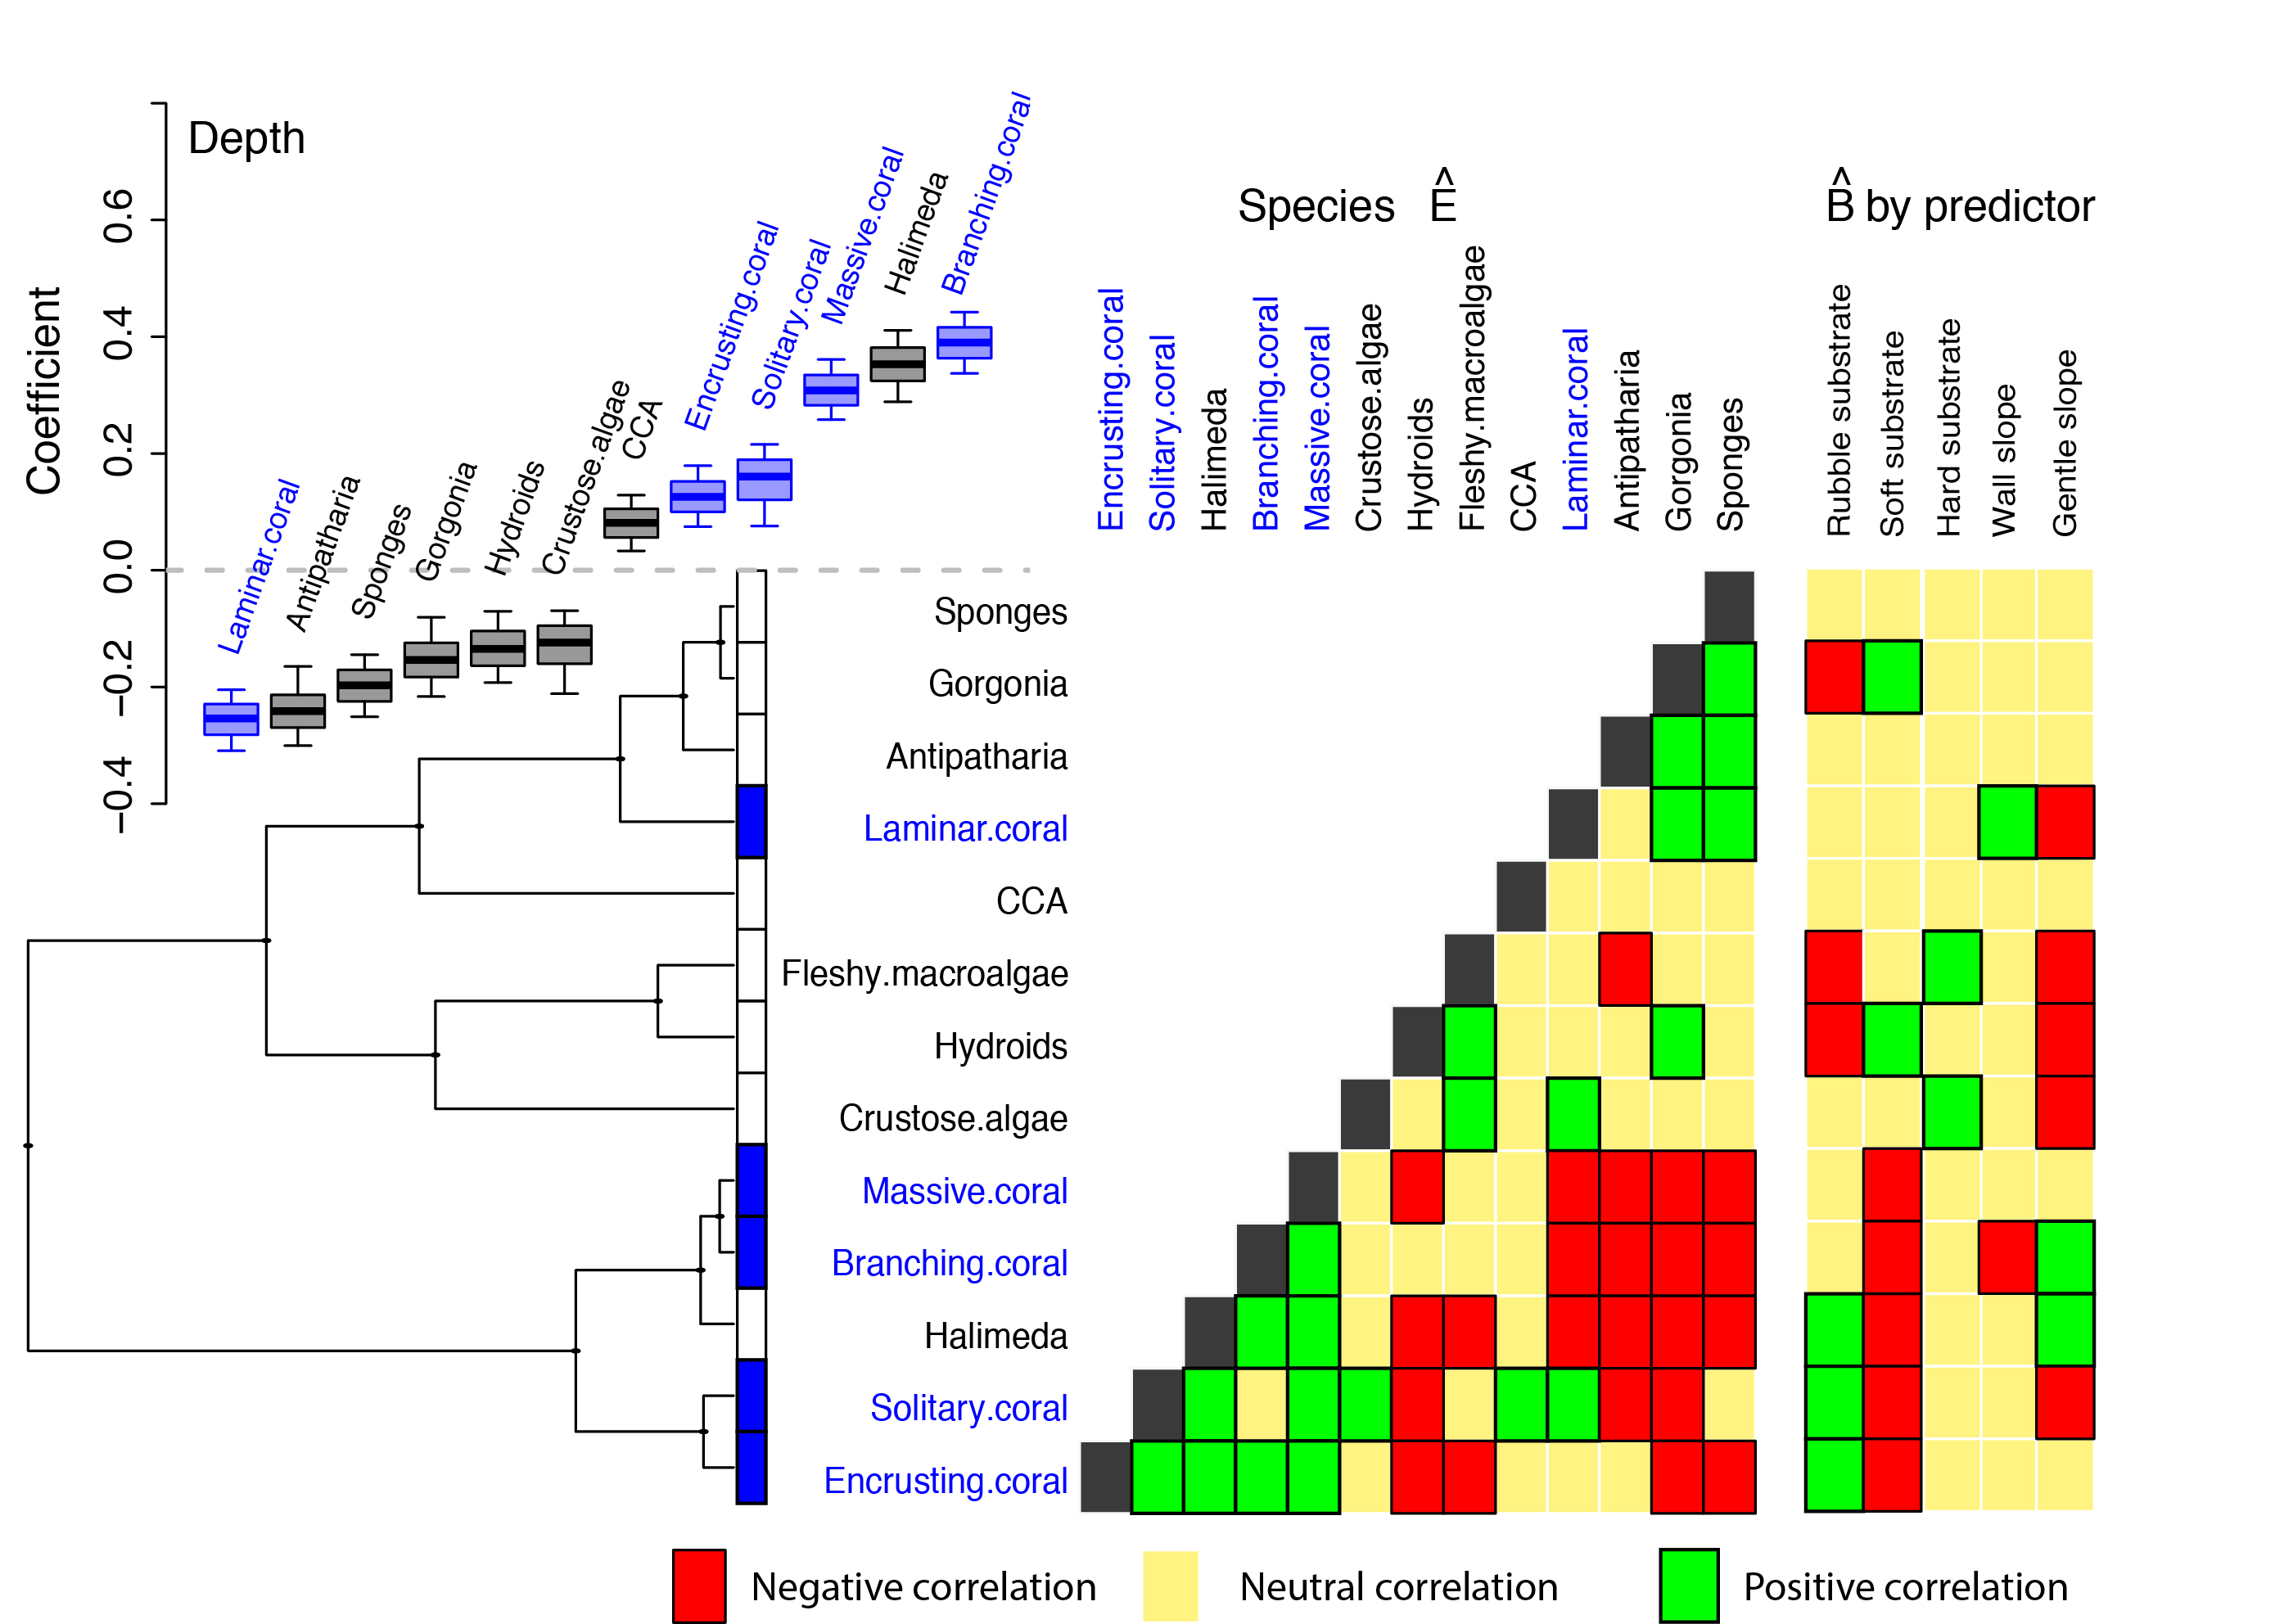 Depth
Coefficient
0.6
0.4
0.2
0.0
−0.2
−0.4
Laminar.coral
Antipatharia
Sponges
Gorgonia
Hydroids
Crustose.algae
CCA
Encrusting.coral
Solitary.coral
Massive.coral
Halimeda
Branching.coral
Species Ê
B̂ by predictor
Encrusting.coral
Solitary.coral
Halimeda
Branching.coral
Massive.coral
Crustose.algae
Hydroids
Fleshy.macroalgae
CCA
Laminar.coral
Antipatharia
Gorgonia
Sponges
Rubble substrate
Soft substrate
Hard substrate
Wall slope
Gentle slope
Sponges
Gorgonia
Antipatharia
Laminar.coral
CCA
Fleshy.macroalgae
Hydroids
Crustose.algae
Massive.coral
Branching.coral
Halimeda
Solitary.coral
Encrusting.coral
Negative correlation
Neutral correlation
Positive correlation